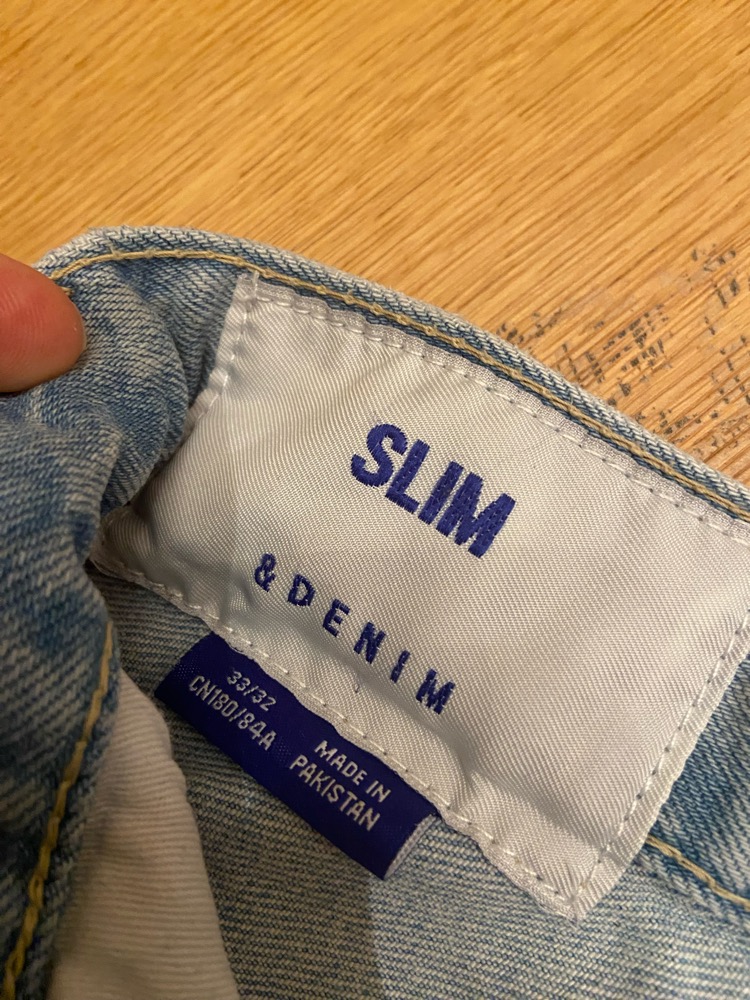 SLIM
&DENIM
33/32
CN180/84A
MADE IN
PAKISTAN